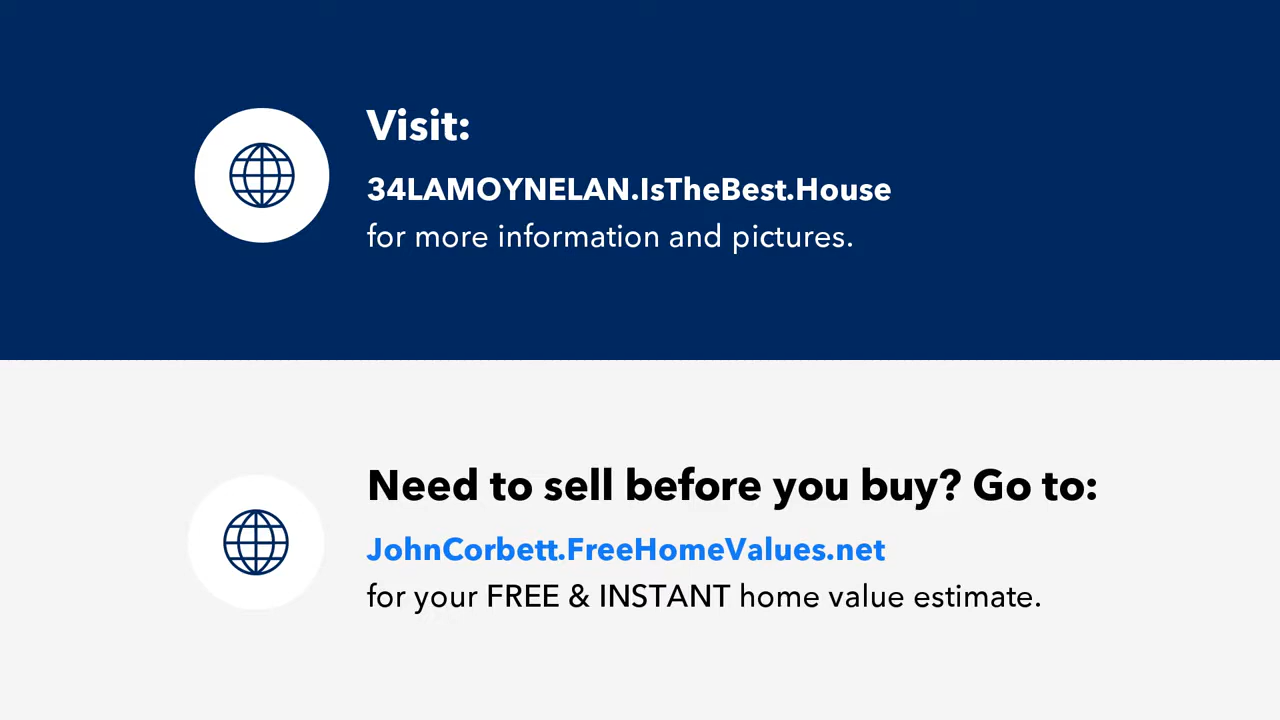 Visit:
34LAMOYNELAN.IsTheBest.House
for more information and pictures.
Need to sell before you buy? Go to:
JohnCorbett.FreeHomeValues.net
for your FREE & INSTANT home value estimate.